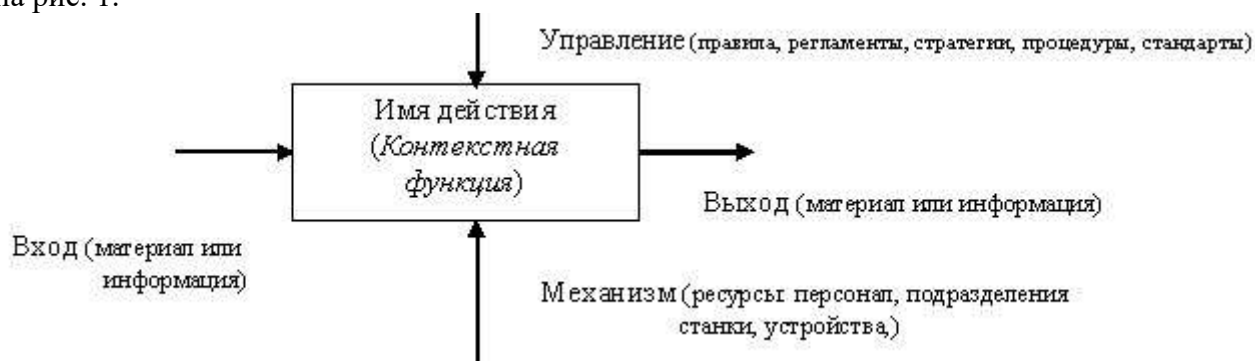 на рис. 1.
Управление (правила, регламенты, стратегии, процедуры, стандарты)
Имя действия
(Контекстная
функция)
Выход (материал или информация)
Вход (материал или
информация)
Механизм (ресурсы: персонал, подразделения
станки, устройства,)